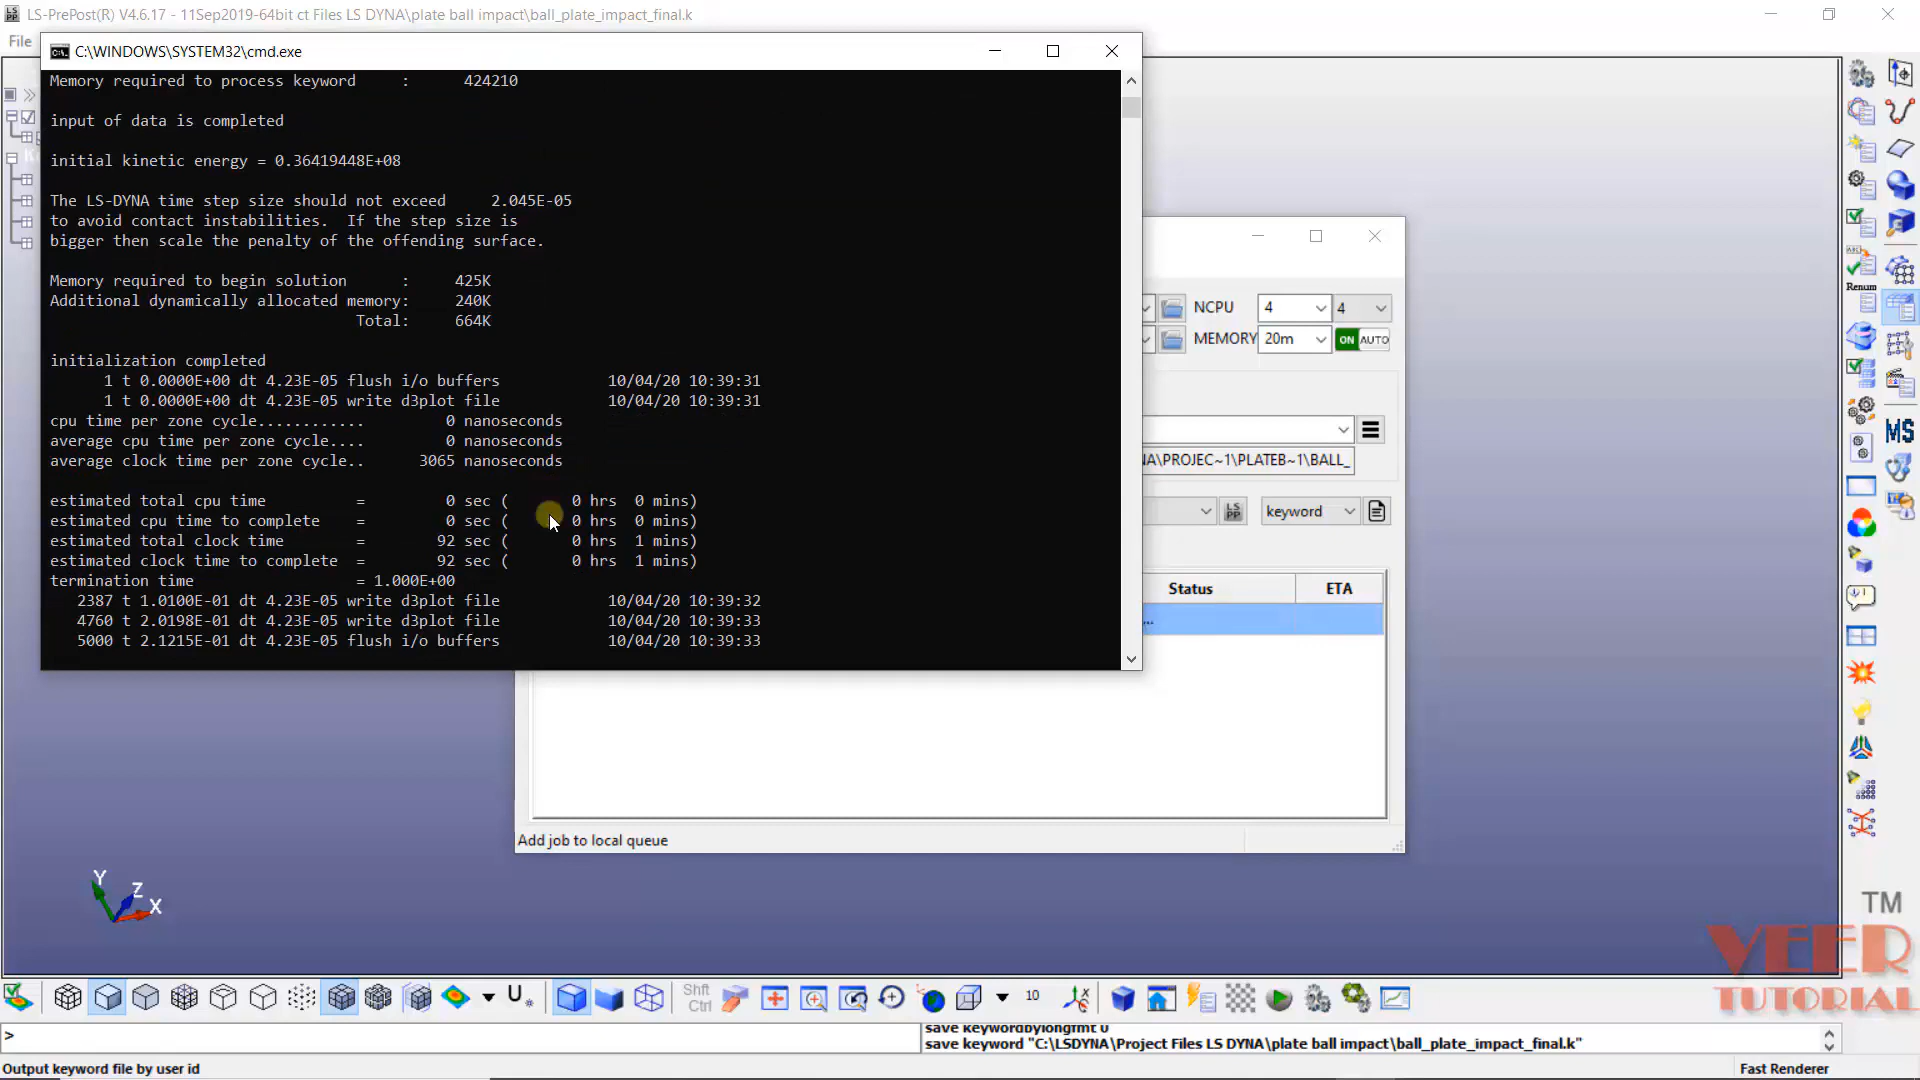 LS-PrePost(R) V4.6.17 - 11Sep2019-64bit ct Files LS DYNA\plate ball impact\ball_plate_impact_final.k
File
C:\WINDOWS\SYSTEM32\cmd.exe
Memory required to process keyword : 424210
input of data is completed
initial kinetic energy = 0.36419448E+08
The LS-DYNA time step size should not exceed 2.045E-05
to avoid contact instabilities. If the step size is
bigger then scale the penalty of the offending surface.
Memory required to begin solution : 425K
Additional dynamically allocated memory: 240K
Total: 664K
initialization completed
1 t 0.0000E+00 dt 4.23E-05 flush i/o buffers 10/04/20 10:39:31
1 t 0.0000E+00 dt 4.23E-05 write d3plot file 10/04/20 10:39:31
cpu time per zone cycle............ 0 nanoseconds
average cpu time per zone cycle.... 0 nanoseconds
average clock time per zone cycle.. 3065 nanoseconds
estimated total cpu time = 0 sec ( 0 hrs 0 mins)
estimated cpu time to complete = 0 sec ( 0 hrs 0 mins)
estimated total clock time = 92 sec ( 0 hrs 1 mins)
estimated clock time to complete = 92 sec ( 0 hrs 1 mins)
termination time = 1.000E+00
2387 t 1.0100E-01 dt 4.23E-05 write d3plot file 10/04/20 10:39:32
4760 t 2.0198E-01 dt 4.23E-05 write d3plot file 10/04/20 10:39:33
5000 t 2.1215E-01 dt 4.23E-05 flush i/o buffers 10/04/20 10:39:33
NCPU 4 4
MEMORY 20m ON AUTO
\PROJEC~1\PLATEB~1\BALL_
LS PP keyword
Status ETA
...
Add job to local queue
Renum
MS
Y Z X
TM
VEER
TUTORIAL
U
Shft
Ctrl
10
>
save keywordbylongfmt 0
save keyword "C:\LSDYNA\Project Files LS DYNA\plate ball impact\ball_plate_impact_final.k"
Output keyword file by user id
Fast Renderer